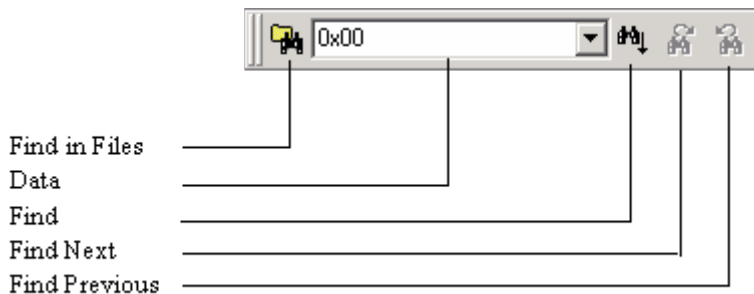 0x00
Find in Files
Data
Find
Find Next
Find Previous